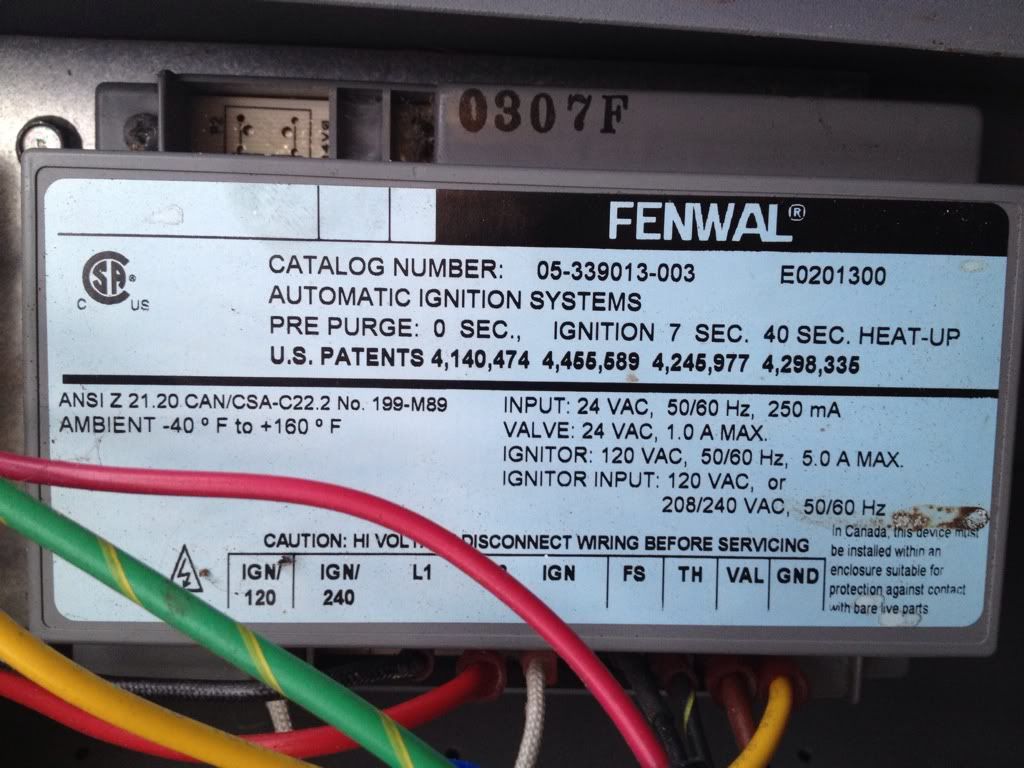 P2
0307F
FENWAL®
CSA®
C US
CATALOG NUMBER: 05-339013-003 E0201300
AUTOMATIC IGNITION SYSTEMS
PRE PURGE: 0 SEC., IGNITION 7 SEC. 40 SEC. HEAT-UP
U.S. PATENTS 4,140,474 4,455,589 4,245,977 4,298,335
ANSI Z 21.20 CAN/CSA-C22.2 No. 199-M89
AMBIENT -40 º F to +160 º F
INPUT: 24 VAC, 50/60 Hz, 250 mA
VALVE: 24 VAC, 1.0 A MAX.
IGNITOR: 120 VAC, 50/60 Hz, 5.0 A MAX.
IGNITOR INPUT: 120 VAC, or
208/240 VAC, 50/60 Hz
CAUTION: HI DISCONNECT WIRING BEFORE SERVICING
In Canada, this device must
be installed within an
enclosure suitable for
protection against contact
with bare live parts
IGN/ IGN/ L1 IGN FS TH VAL GND
120 240